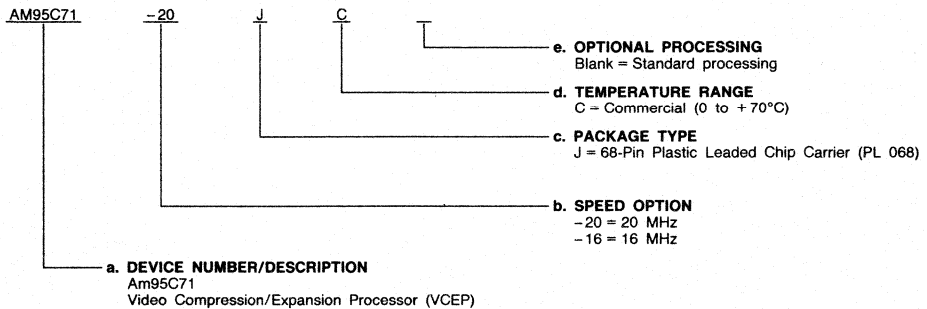 AM95C71 -20 J C
e. OPTIONAL PROCESSING
Blank = Standard processing
d. TEMPERATURE RANGE
C = Commercial (0 to +70°C)
c. PACKAGE TYPE
J = 68-Pin Plastic Leaded Chip Carrier (PL 068)
b. SPEED OPTION
-20 = 20 MHz
-16 = 16 MHz
a. DEVICE NUMBER/DESCRIPTION
Am95C71
Video Compression/Expansion Processor (VCEP)